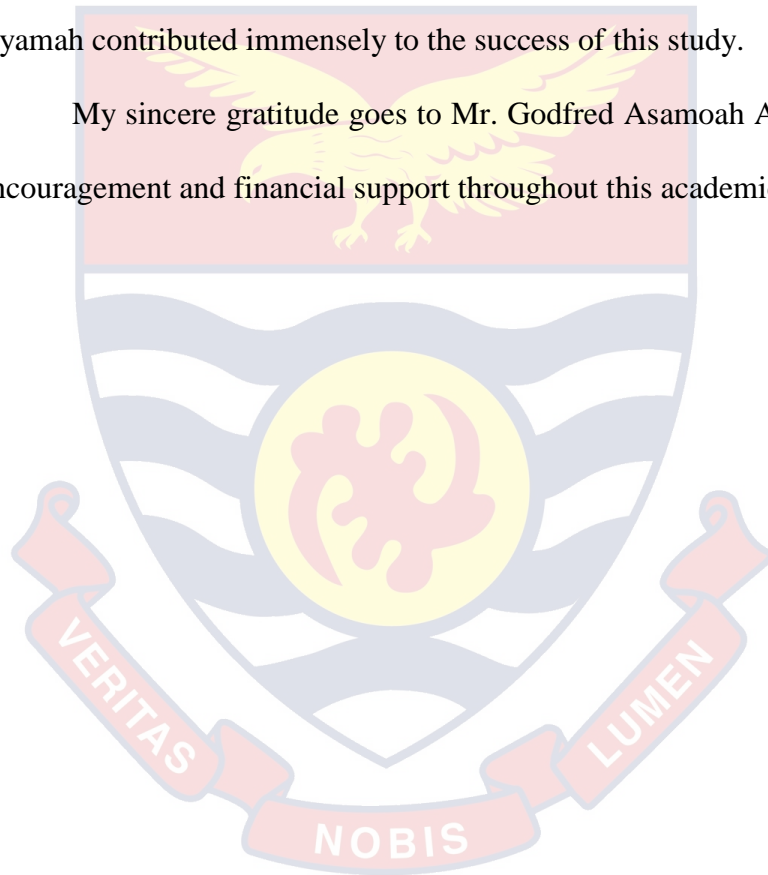 yamah contributed immensely to the success of this study.
My sincere gratitude goes to Mr. Godfred Asamoah A
ncouragement and financial support throughout this academi
VERITAS
NOBIS
LUMEN